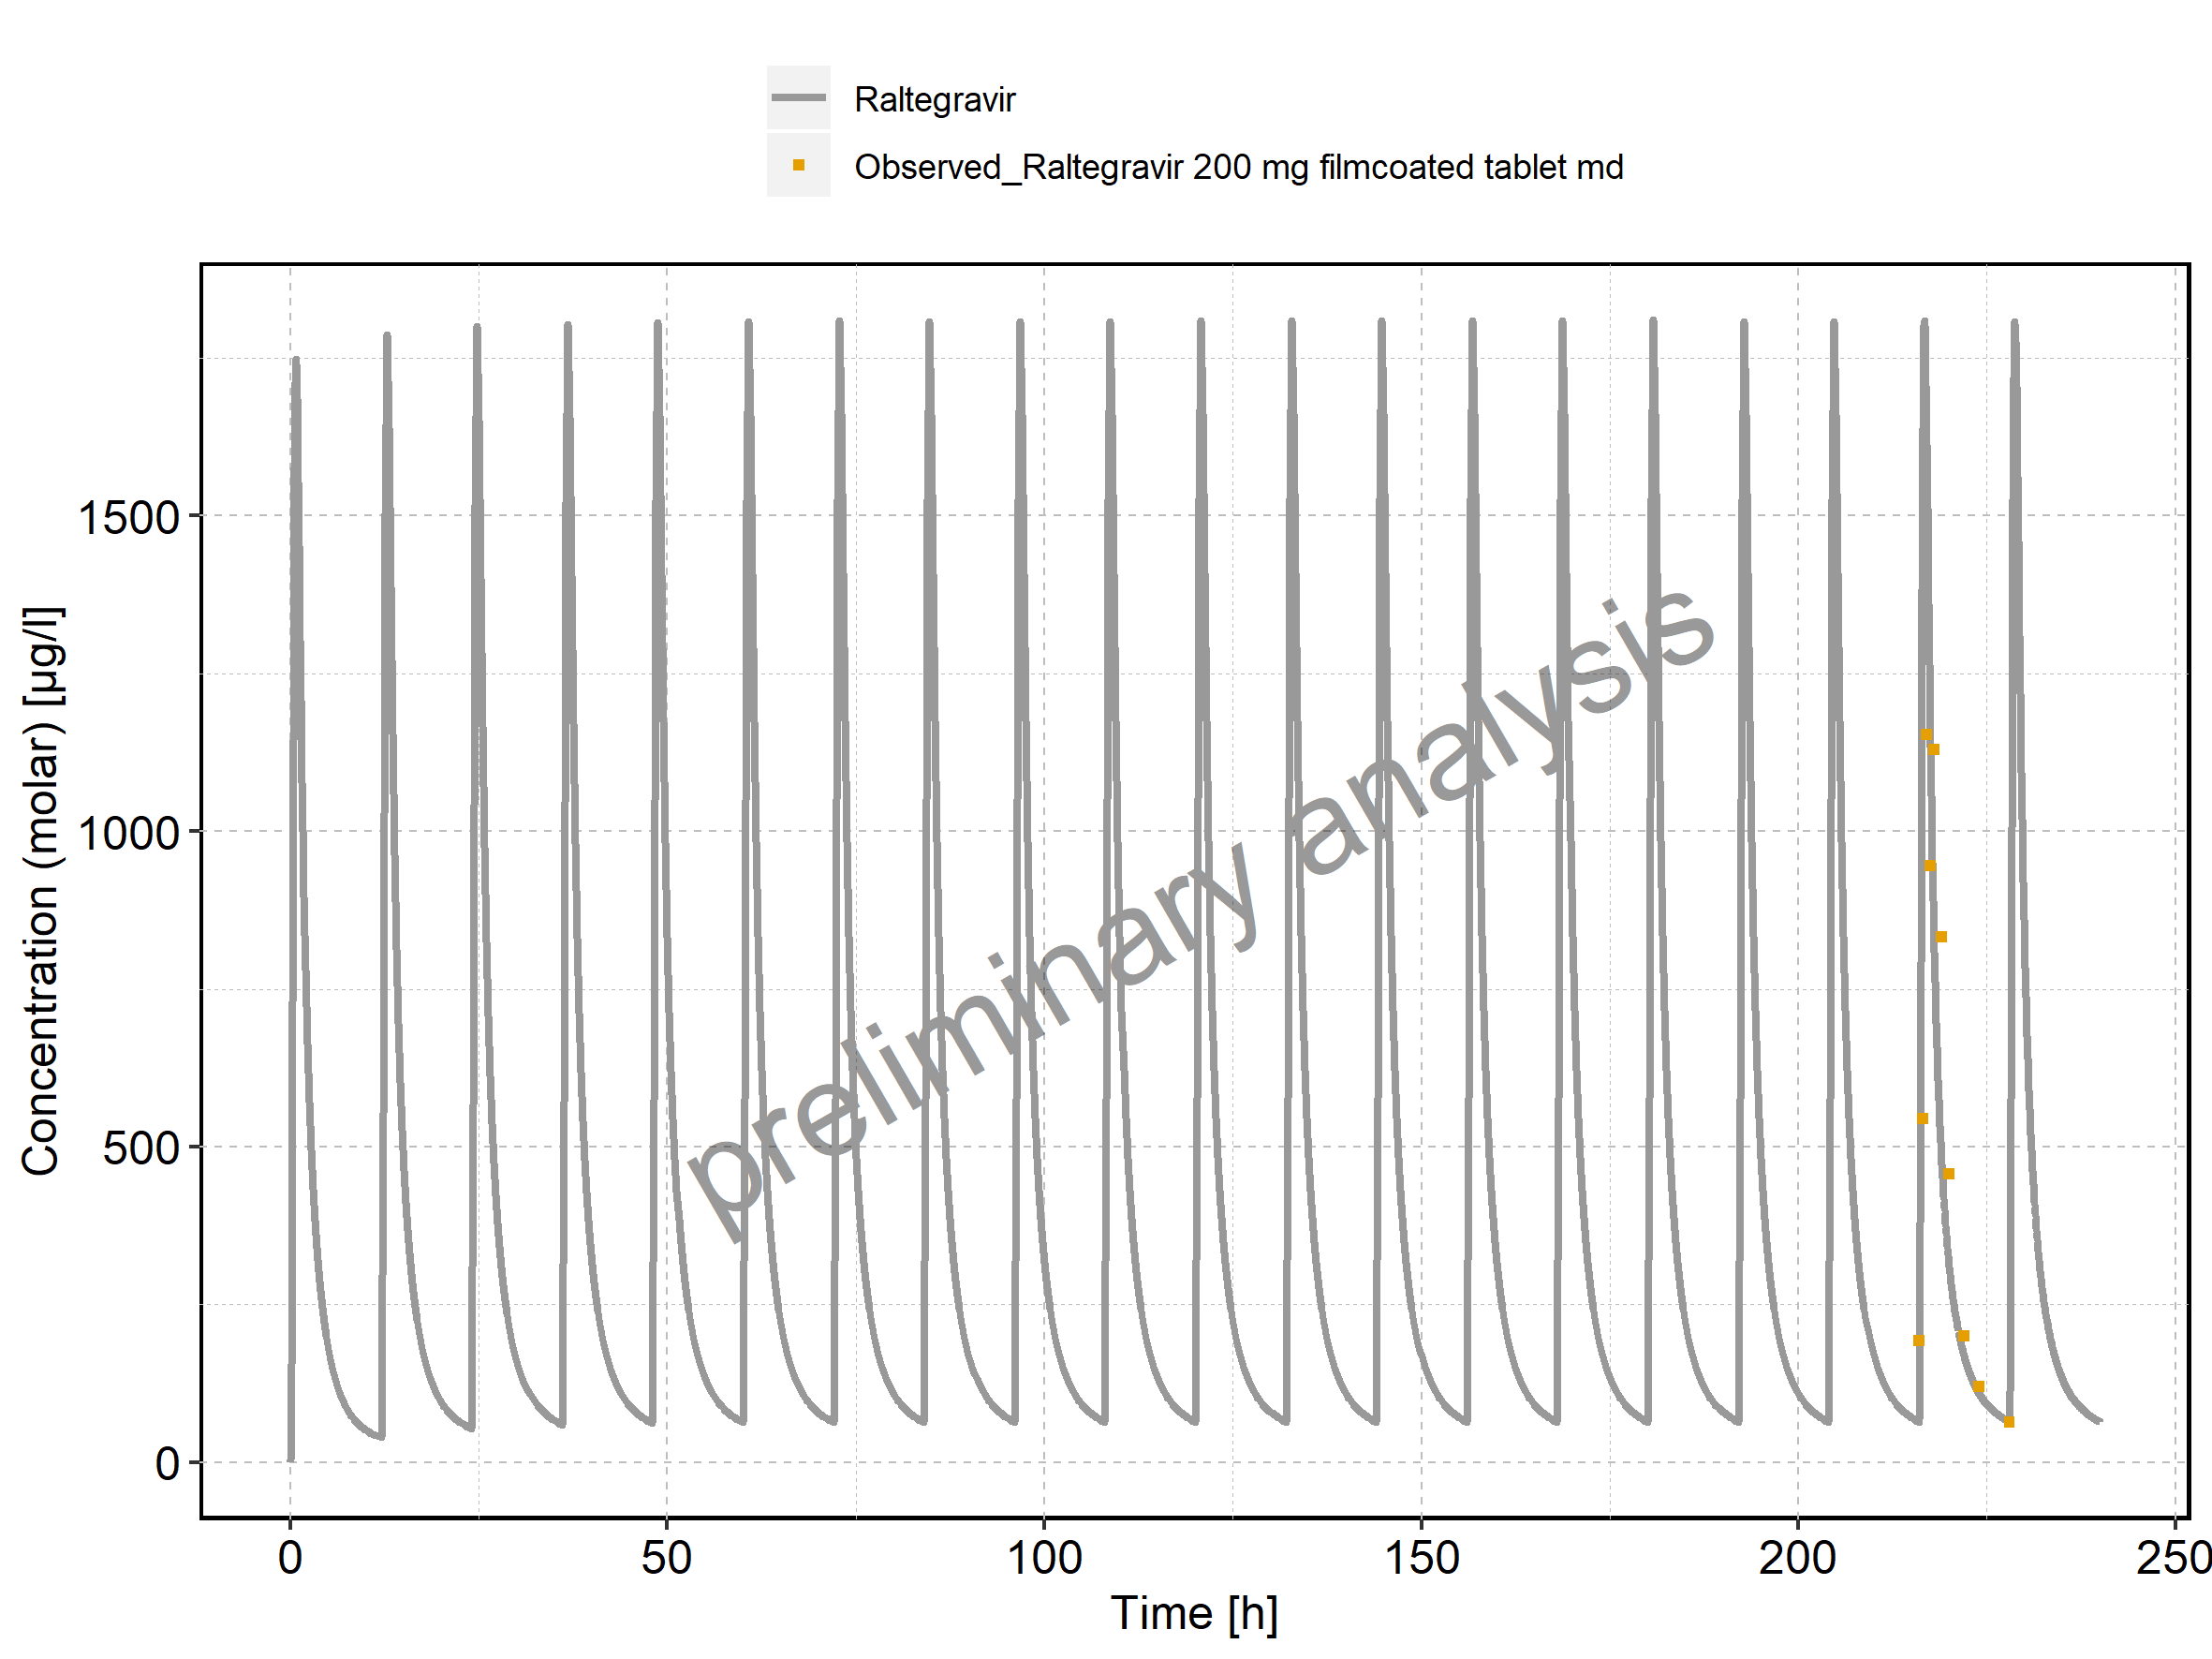 Raltegravir
Observed_Raltegravir 200 mg filmcoated tablet md
Concentration (molar) [µg/l]
1500
1000
500
0
preliminary analysis
0 50 100 150 200 250
Time [h]